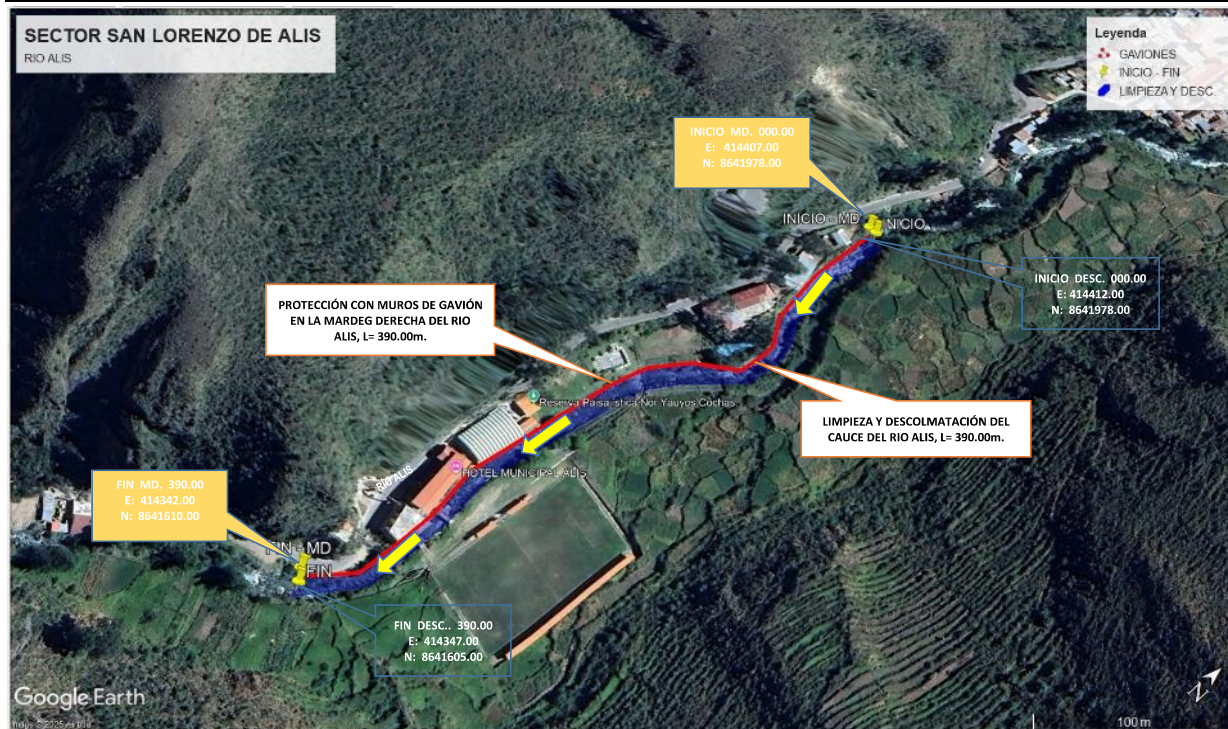 SECTOR SAN LORENZO DE ALIS
RIO ALIS
Leyenda
GAVIONES
INICIO - FIN
LIMPIEZA Y DESC.
INICIO MD. 000.00
E: 414407.00
N: 8641978.00
INICIO - MD
INICIO
INICIO DESC. 000.00
E: 414412.00
N: 8641978.00
PROTECCIÓN CON MUROS DE GAVIÓN
EN LA MARDEG DERECHA DEL RIO
ALIS, L= 390.00m.
Reserva Paisajistica Nor Yauyos Cochas
LIMPIEZA Y DESCOLMATACIÓN DEL
CAUCE DEL RIO ALIS, L= 390.00m.
HOTEL MUNICIPAL ALIS
RIO ALIS
FIN MD. 390.00
E: 414342.00
N: 8641610.00
FIN - MD
FIN
FIN DESC.. 390.00
E: 414347.00
N: 8641605.00
Google Earth
N
100 m